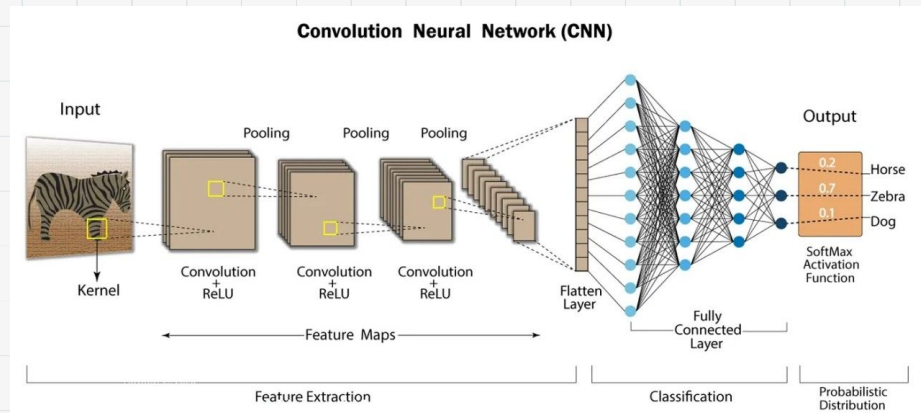 Convolution Neural Network (CNN)
Input
Pooling
Pooling
Pooling
Output
0.2
Horse
0.7
Zebra
0.1
Dog
Kernel
Convolution
+
ReLU
Convolution
+
ReLU
Convolution
+
ReLU
Flatten
Layer
SoftMax
Activation
Function
Feature Maps
Fully
Connected
Layer
Feature Extraction
Classification
Probabilistic
Distribution